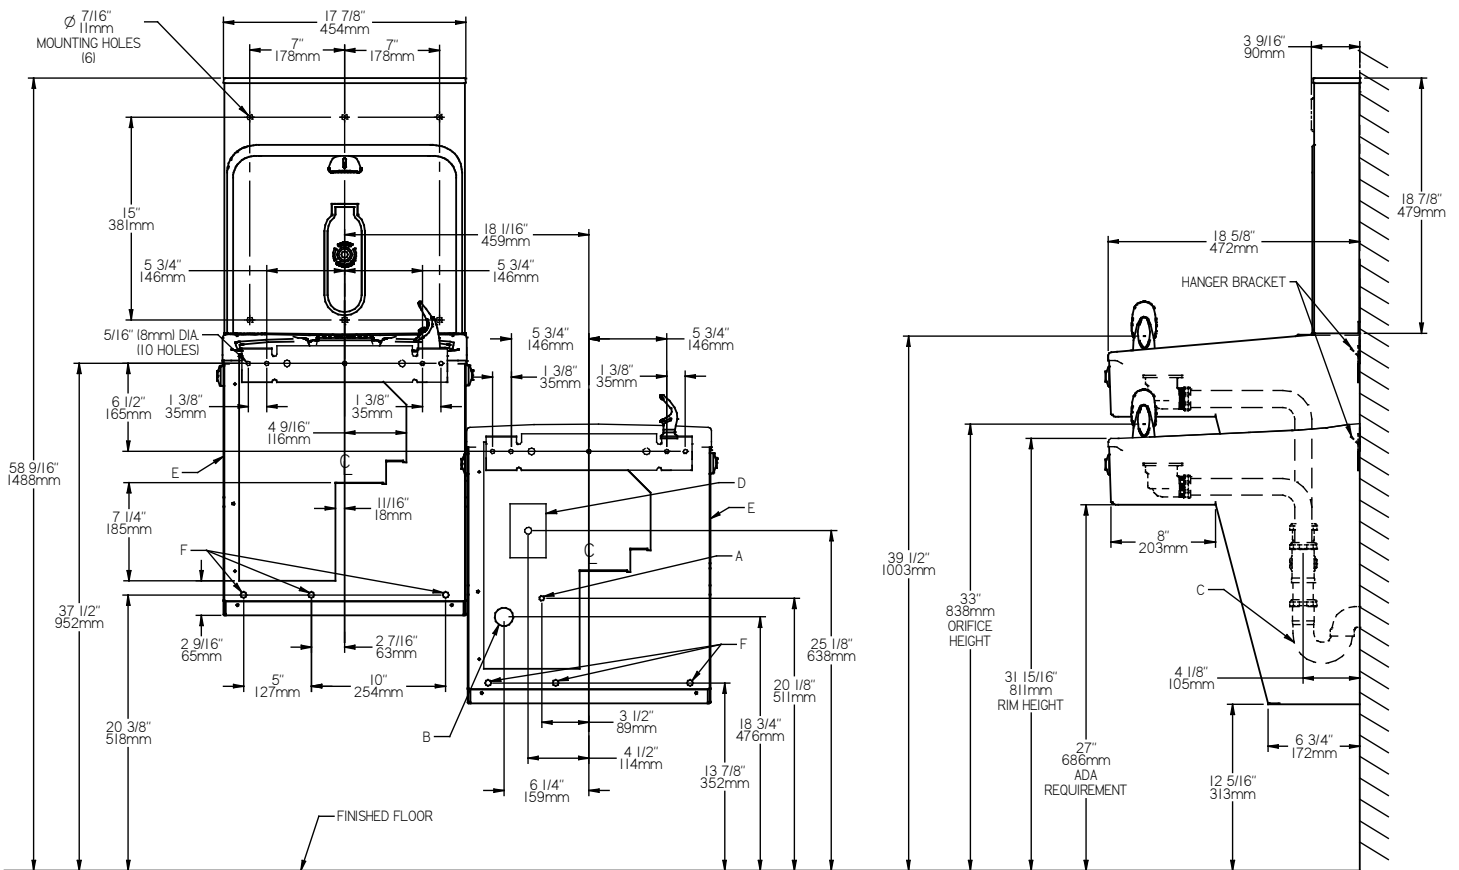 Ø 7/16"
11mm
MOUNTING HOLES
(6)
17 7/8"
454mm
7"
178mm
7"
178mm
3 9/16"
90mm
15"
381mm
18 1/16"
459mm
5 3/4"
146mm
5 3/4"
146mm
18 7/8"
479mm
18 5/8"
472mm
HANGER BRACKET
5/16" (8mm) DIA.
(10 HOLES)
5 3/4"
146mm
5 3/4"
146mm
1 3/8"
35mm
1 3/8"
35mm
6 1/2"
165mm
1 3/8"
35mm
1 3/8"
35mm
4 9/16"
116mm
58 9/16"
1488mm
E
C
L
7 1/4"
185mm
11/16"
18mm
D
E
C
L
F
A
8"
203mm
39 1/2"
1003mm
37 1/2"
952mm
33"
838mm
ORIFICE
HEIGHT
C
2 9/16"
65mm
2 7/16"
63mm
F
25 1/8"
638mm
5"
127mm
10"
254mm
20 1/8"
511mm
31 15/16"
811mm
RIM HEIGHT
4 1/8"
105mm
20 3/8"
518mm
B
3 1/2"
89mm
18 3/4"
476mm
4 1/2"
114mm
6 1/4"
159mm
13 7/8"
352mm
27"
686mm
ADA
REQUIREMENT
6 3/4"
172mm
12 5/16"
313mm
FINISHED FLOOR